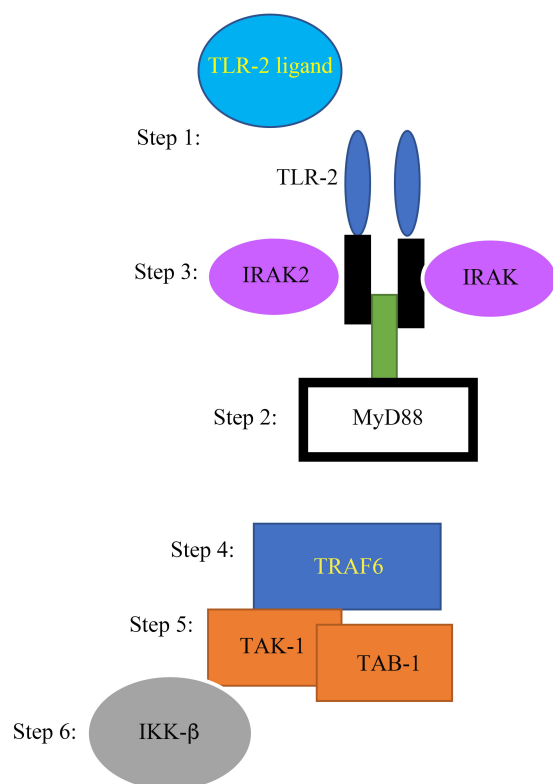 TLR-2 ligand
Step 1:
TLR-2
Step 3:
IRAK2
IRAK
Step 2:
MyD88
Step 4:
TRAF6
Step 5:
TAK-1
TAB-1
Step 6:
IKK-β